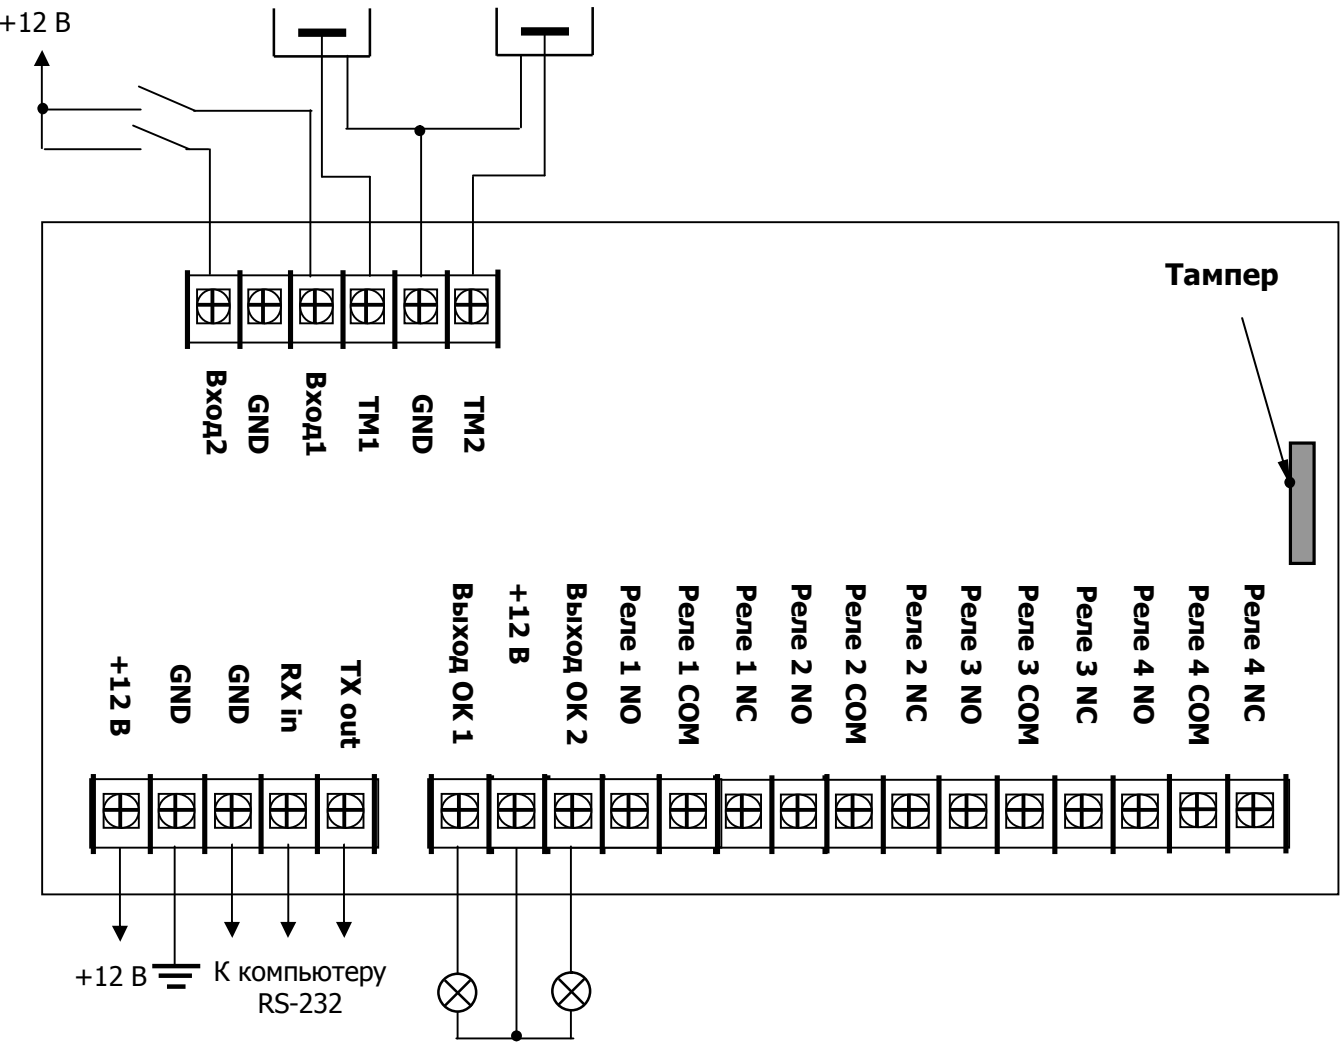 +12 В
Тампер
Вход2
GND
Вход1
TM1
GND
TM2
+12 В
GND
GND
RX in
TX out
Выход ОК 1
+12 В
Выход ОК 2
Реле 1 NO
Реле 1 COM
Реле 1 NC
Реле 2 NO
Реле 2 COM
Реле 2 NC
Реле 3 NO
Реле 3 COM
Реле 3 NC
Реле 4 NO
Реле 4 COM
Реле 4 NC
+12 В
К компьютеру
RS-232